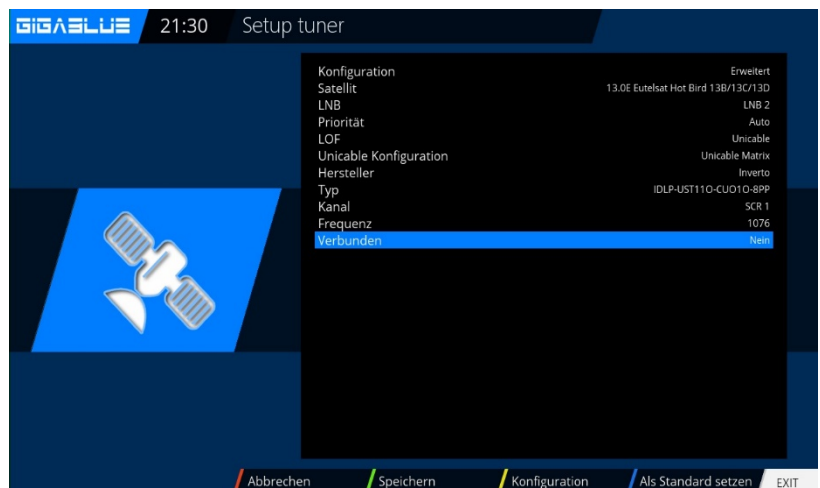 GIGABLUE 21:30 Setup tuner
Konfiguration Erweitert
Satellit 13.0E Eutelsat Hot Bird 13B/13C/13D
LNB LNB 2
Priorität Auto
LOF Unicable
Unicable Konfiguration Unicable Matrix
Hersteller Inverto
Typ IDLP-UST11O-CUO1O-8PP
Kanal SCR 1
Frequenz 1076
Verbunden Nein
Abbrechen Speichern Konfiguration Als Standard setzen EXIT